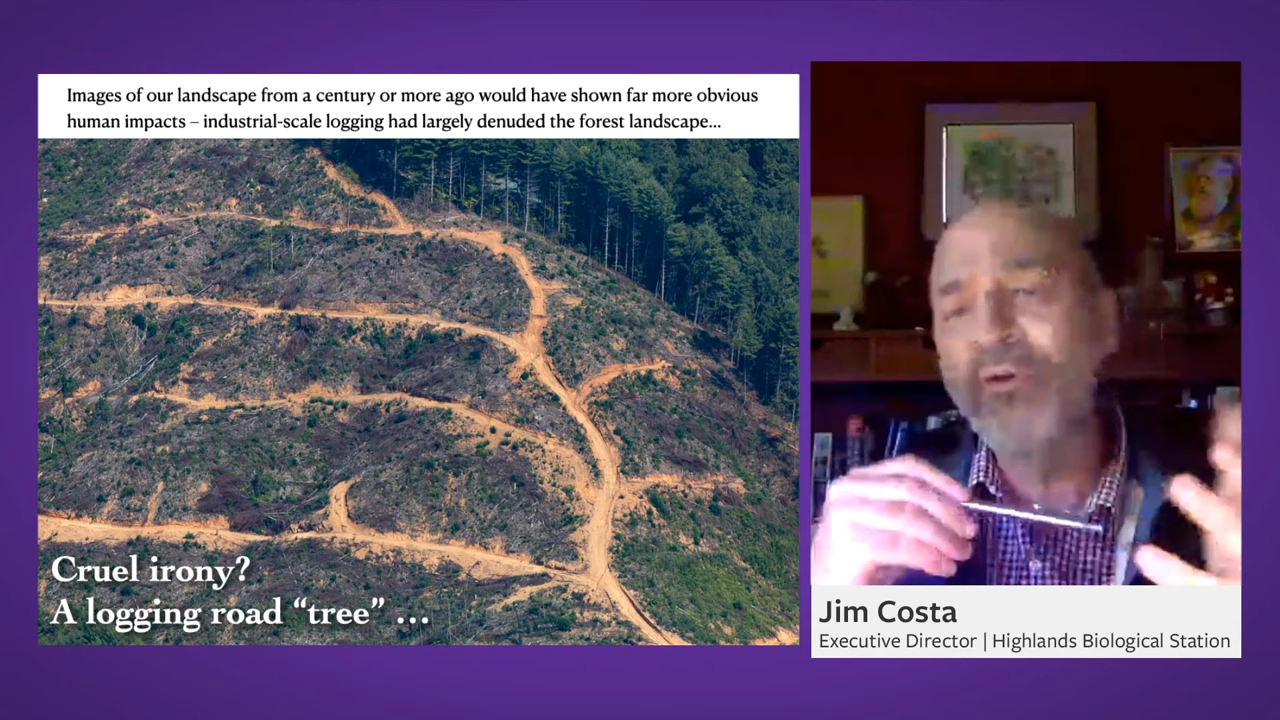 Images of our landscape from a century or more ago would have shown far more obvious
human impacts – industrial-scale logging had largely denuded the forest landscape...
Cruel irony?
A logging road “tree” ...
Jim Costa
Executive Director | Highlands Biological Station